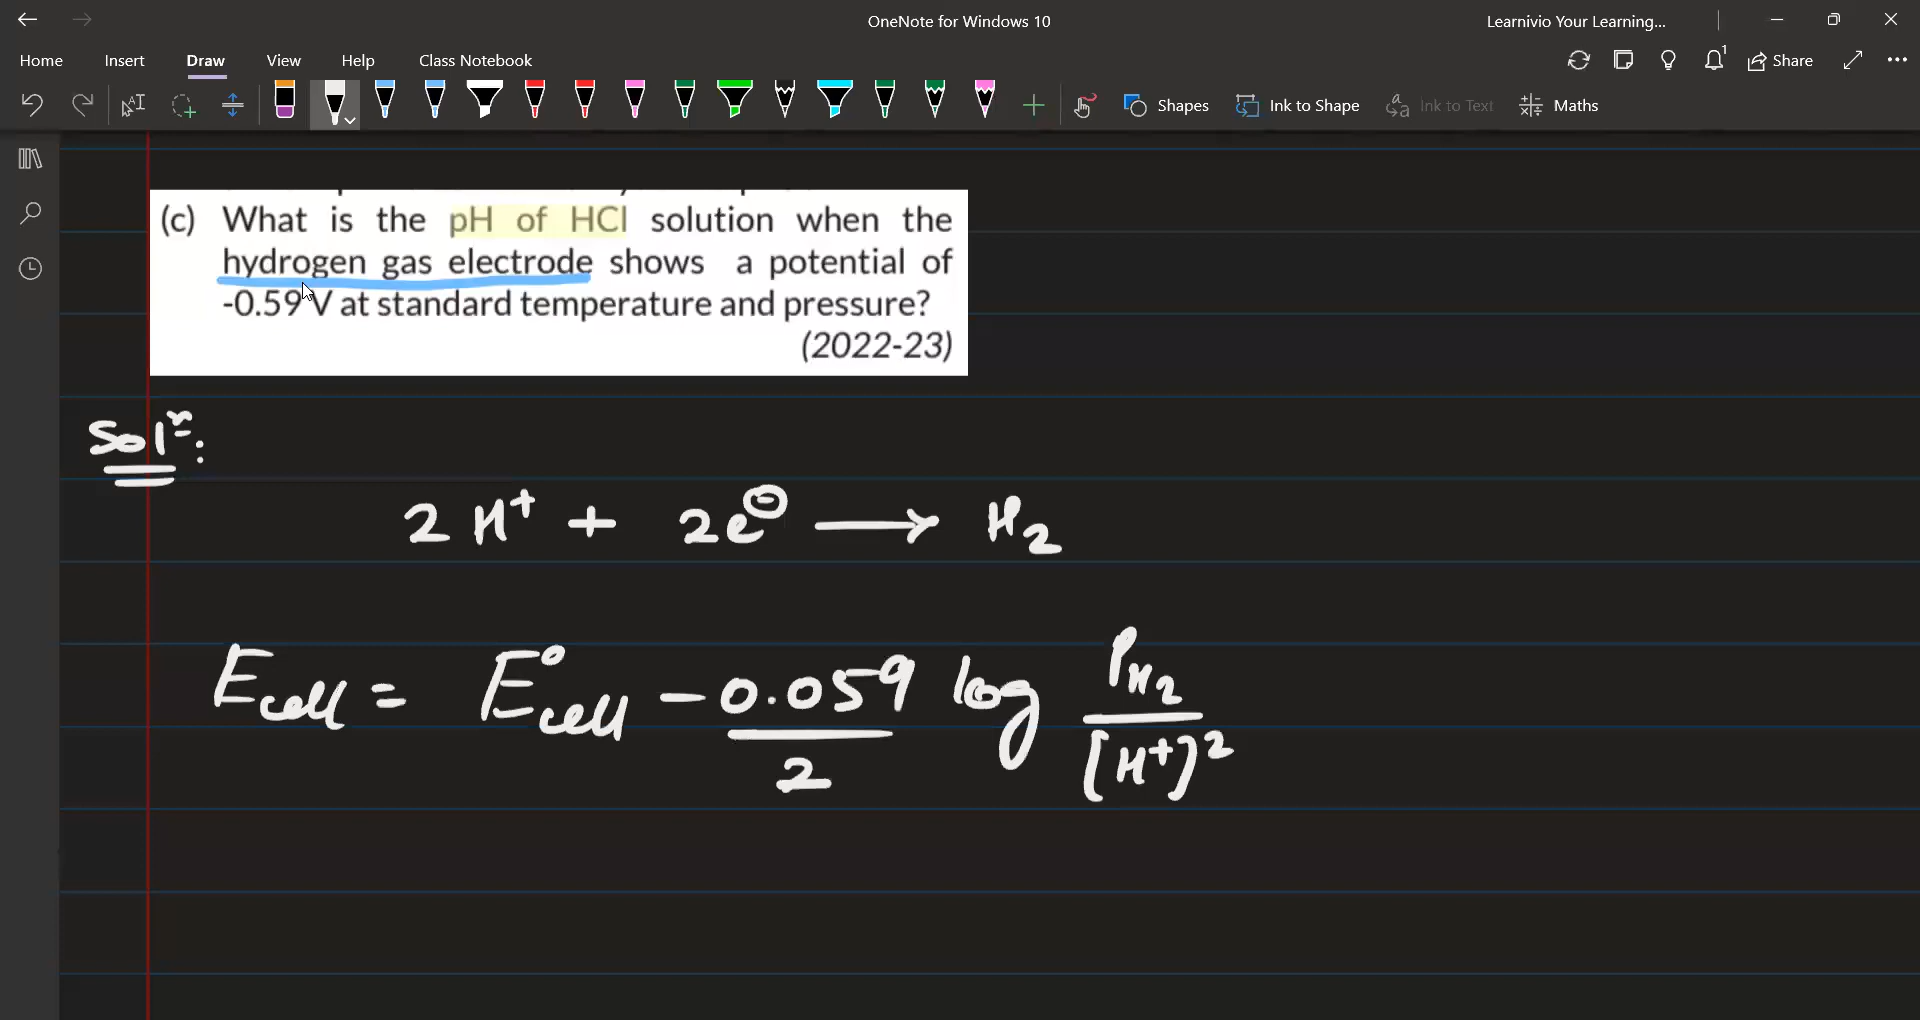 OneNote for Windows 10
Learnivio Your Learning...
Home Insert Draw View Help Class Notebook
1 Share
Shapes Ink to Shape Ink to Text Maths
(c) What is the pH of HCl solution when the
hydrogen gas electrode shows a potential of
-0.59 V at standard temperature and pressure?
(2022-23)
Solⁿ:
2 H⁺ + 2e⊖ ⟶ H₂
Ecell = E°cell − 0.059/2 log P_H₂/[H⁺]²